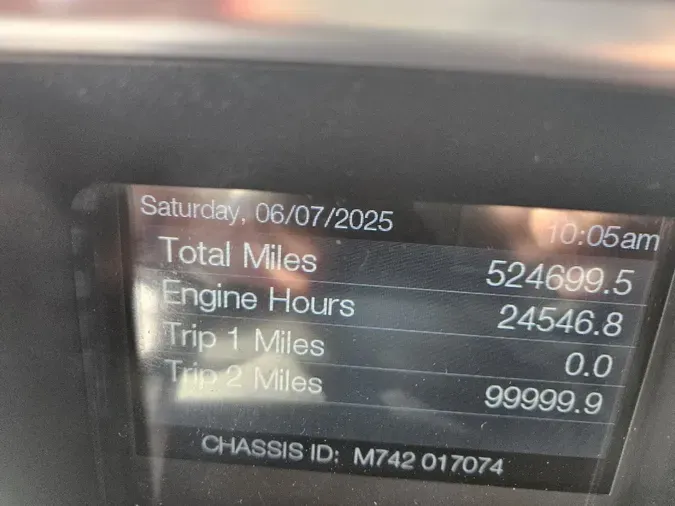 Saturday, 06/07/2025 10:05am
Total Miles 524699.5
Engine Hours 24546.8
Trip 1 Miles 0.0
Trip 2 Miles 99999.9
CHASSIS ID: M742 017074